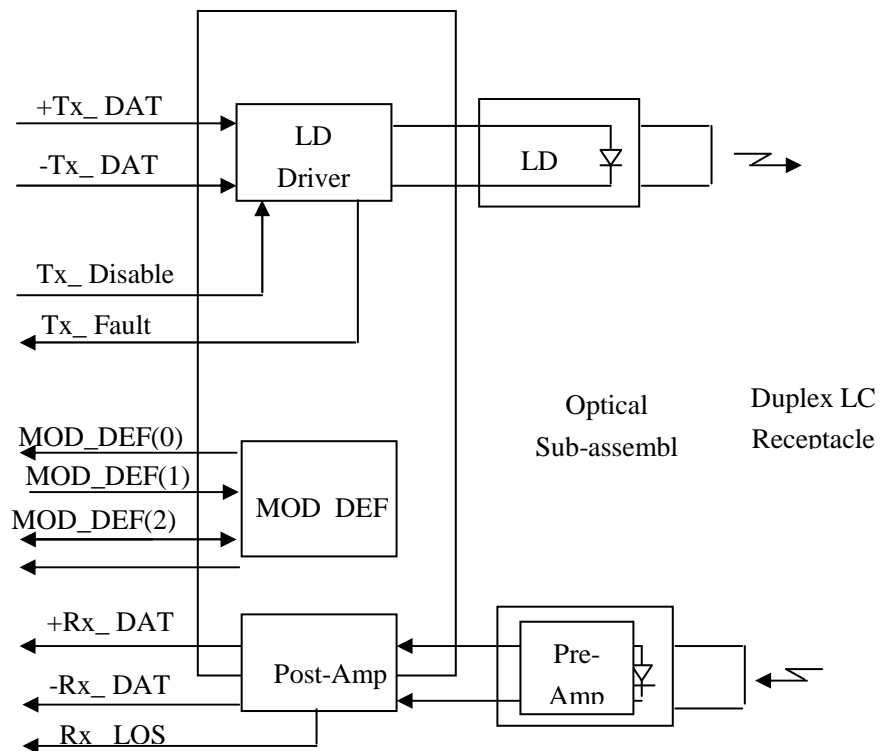 +Tx_ DAT
LD
Driver
-Tx_ DAT
LD
Tx_ Disable
Tx_ Fault
Optical
Sub-assembl
Duplex LC
Receptacle
MOD_DEF(0)
MOD_DEF(1)
MOD_DEF(2)
MOD DEF
+Rx_ DAT
-Rx_ DAT
Rx LOS
Post-Amp
Pre-
Amp